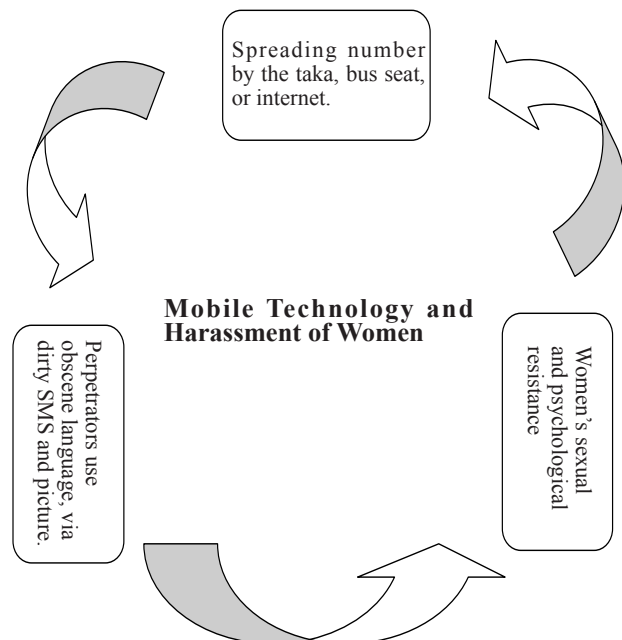 Spreading number
by the taka, bus seat,
or internet.
Mobile Technology and
Harassment of Women
Perpetrators use
obscene language, via
dirty SMS and picture.
Women’s sexual
and psychological
resistance